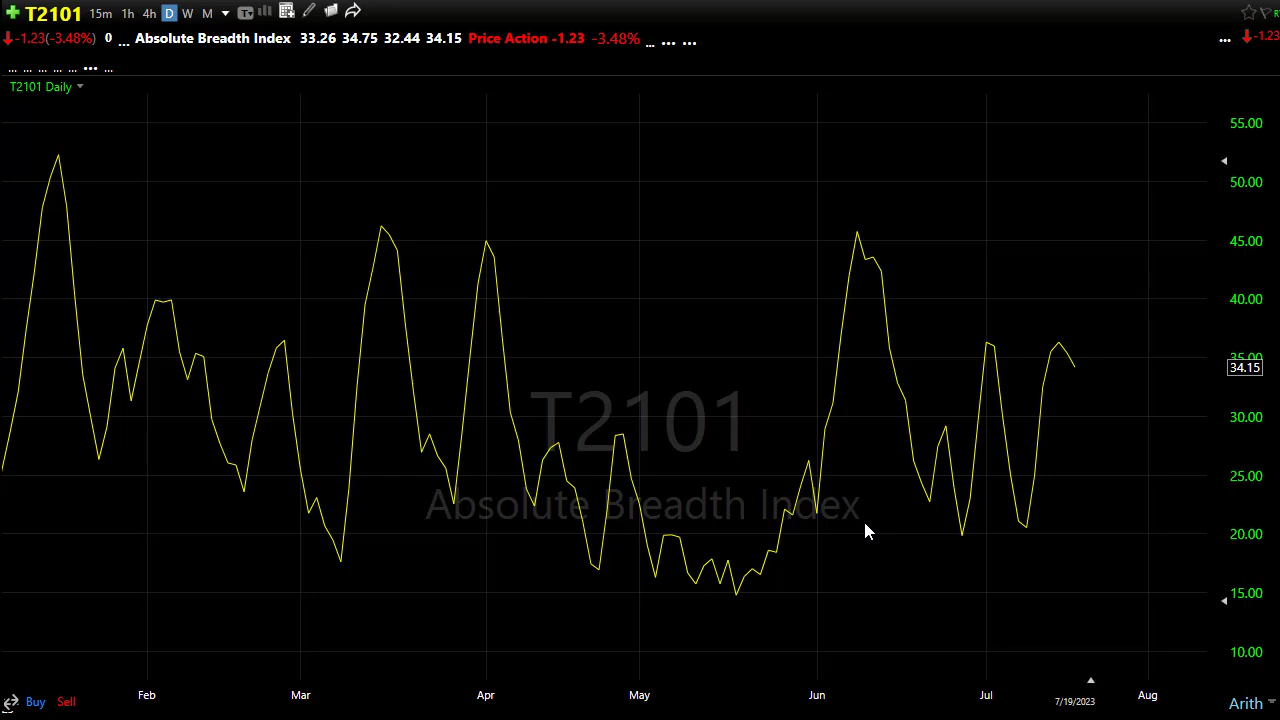 T2101 15m 1h 4h D W M
-1.23(-3.48%) 0 ... Absolute Breadth Index 33.26 34.75 32.44 34.15 Price Action -1.23 -3.48% ... ... ... ... -1.23
... ... ... ... ... ... ...
T2101 Daily
55.00
50.00
45.00
40.00
35.00
34.15
30.00
25.00
20.00
15.00
10.00
T2101
Absolute Breadth Index
Feb Mar Apr May Jun Jul Aug
Buy Sell 7/19/2023 Arith